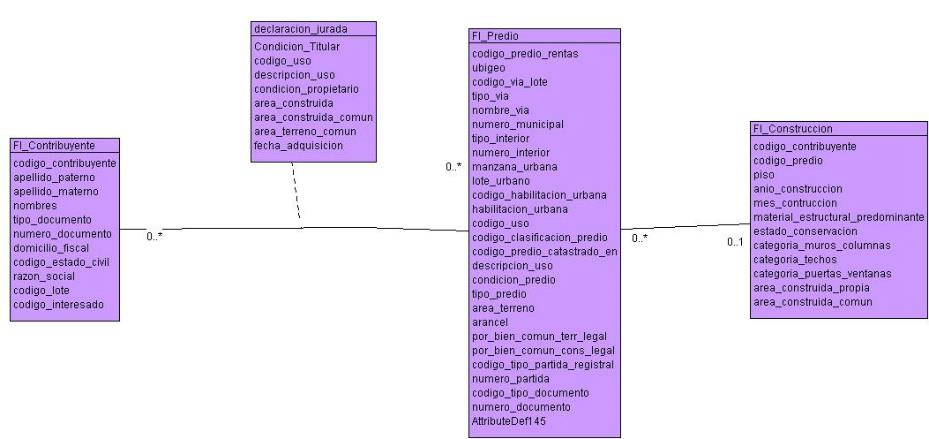 declaracion_jurada
Condicion_Titular
codigo_uso
descripcion_uso
condicion_propietario
area_construida
area_construida_comun
area_terreno_comun
fecha_adquisicion
FI_Contribuyente
codigo_contribuyente
apellido_paterno
apellido_materno
nombres
tipo_documento
numero_documento
domicilio_fiscal
codigo_estado_civil
razon_social
codigo_lote
codigo_interesado
0..*
0..*
FI_Predio
codigo_predio_rentas
ubigeo
codigo_via_lote
tipo_via
nombre_via
numero_municipal
tipo_interior
numero_interior
manzana_urbana
lote_urbano
codigo_habilitacion_urbana
habilitacion_urbana
codigo_uso
codigo_clasificacion_predio
codigo_predio_catastrado_en
descripcion_uso
condicion_predio
tipo_predio
area_terreno
arancel
por_bien_comun_terr_legal
por_bien_comun_cons_legal
codigo_tipo_partida_registral
numero_partida
codigo_tipo_documento
numero_documento
AttributeDef145
0..*
0..1
FI_Construccion
codigo_contribuyente
codigo_predio
piso
anio_construccion
mes_contruccion
material_estructural_predominante
estado_conservacion
categoria_muros_columnas
categoria_techos
categoria_puertas_ventanas
area_construida_propia
area_construida_comun